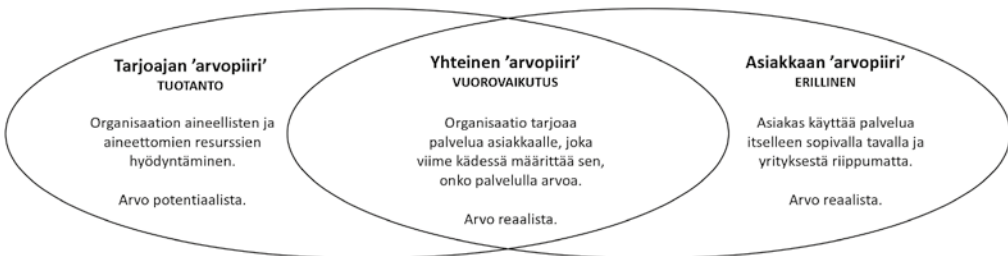 Tarjoajan ’arvopiiri’
TUOTANTO
Organisaation aineellisten ja
aineettomien resurssien
hyödyntäminen.
Arvo potentiaalista.
Yhteinen ’arvopiiri’
VUOROVAIKUTUS
Organisaatio tarjoaa
palvelua asiakkaalle, joka
viime kädessä määrittää sen,
onko palvelulla arvoa.
Arvo reaalista.
Asiakkaan ’arvopiiri’
ERILLINEN
Asiakas käyttää palvelua
itselleen sopivalla tavalla ja
yrityksestä riippumatta.
Arvo reaalista.